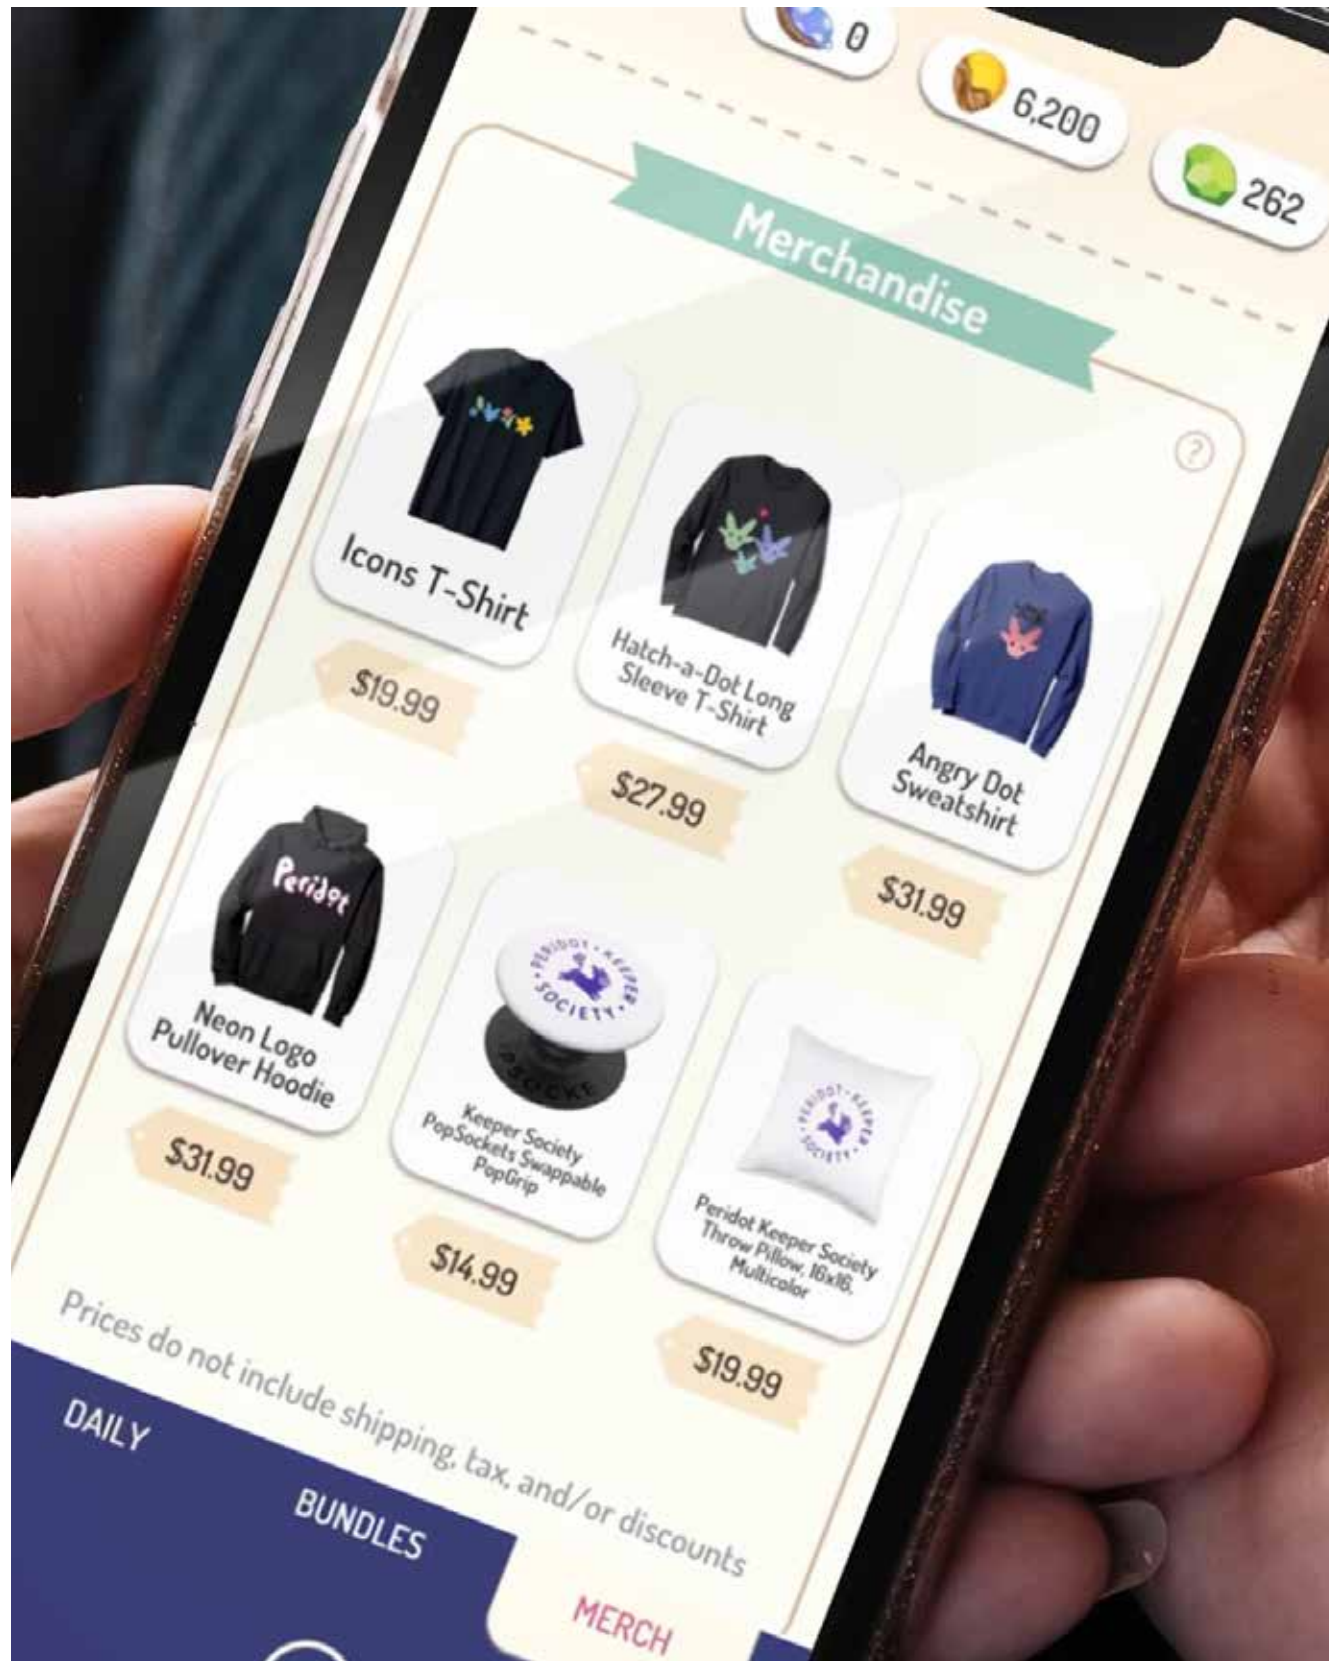 0
6,200
262
Merchandise
?
Icons T-Shirt
$19.99
Hatch-a-Dot Long
Sleeve T-Shirt
$27.99
Angry Dot
Sweatshirt
$31.99
Peridot
Neon Logo
Pullover Hoodie
$31.99
PERIDOT · KEEPER
· SOCIETY ·
Keeper Society
PopSockets Swappable
PopGrip
$14.99
PERIDOT · KEEPER
· SOCIETY ·
Peridot Keeper Society
Throw Pillow, 16x16,
Multicolor
$19.99
Prices do not include shipping, tax, and/or discounts
DAILY
BUNDLES
MERCH